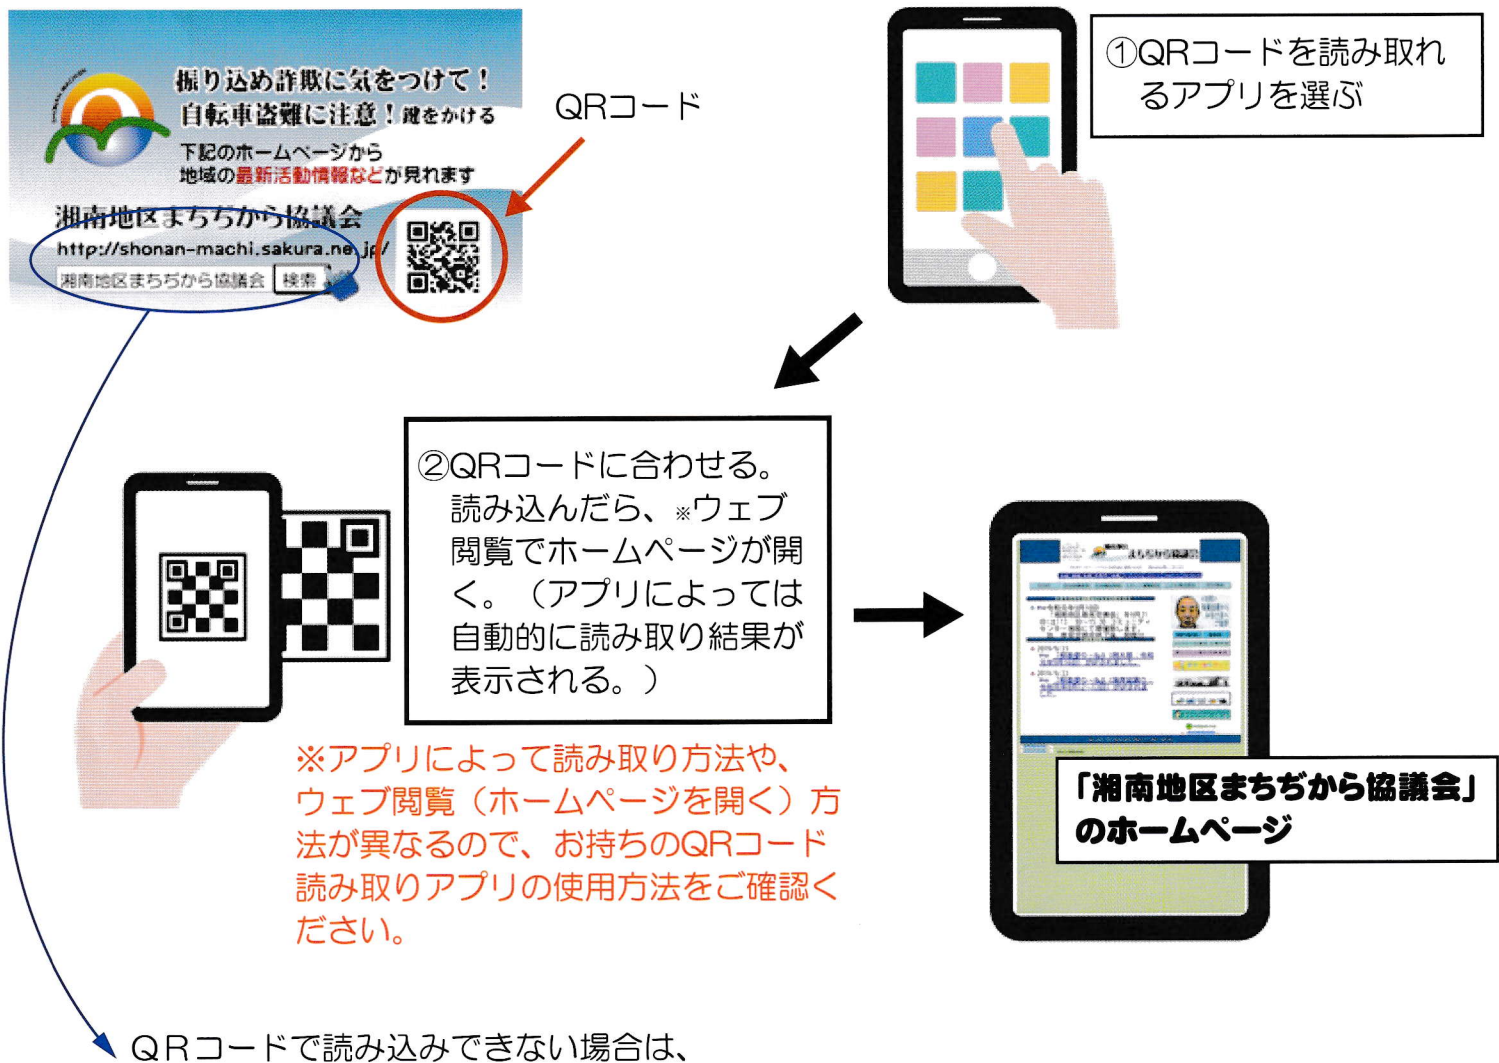 振り込め詐欺に気をつけて！
自転車盗難に注意！鍵をかける
下記のホームページから
地域の最新活動情報などが見れます
湘南地区まちぢから協議会
http://shonan-machi.sakura.ne.jp/
湘南地区まちぢから協議会 検索
QRコード
①QRコードを読み取れ
るアプリを選ぶ
②QRコードに合わせる。
読み込んだら、※ウェブ
閲覧でホームページが開
く。（アプリによっては
自動的に読み取り結果が
表示される。）
※アプリによって読み取り方法や、
ウェブ閲覧（ホームページを開く）方
法が異なるので、お持ちのQRコード
読み取りアプリの使用方法をご確認く
ださい。
まちぢから協議会
「湘南地区まちぢから協議会」
のホームページ
ＱＲコードで読み込みできない場合は、